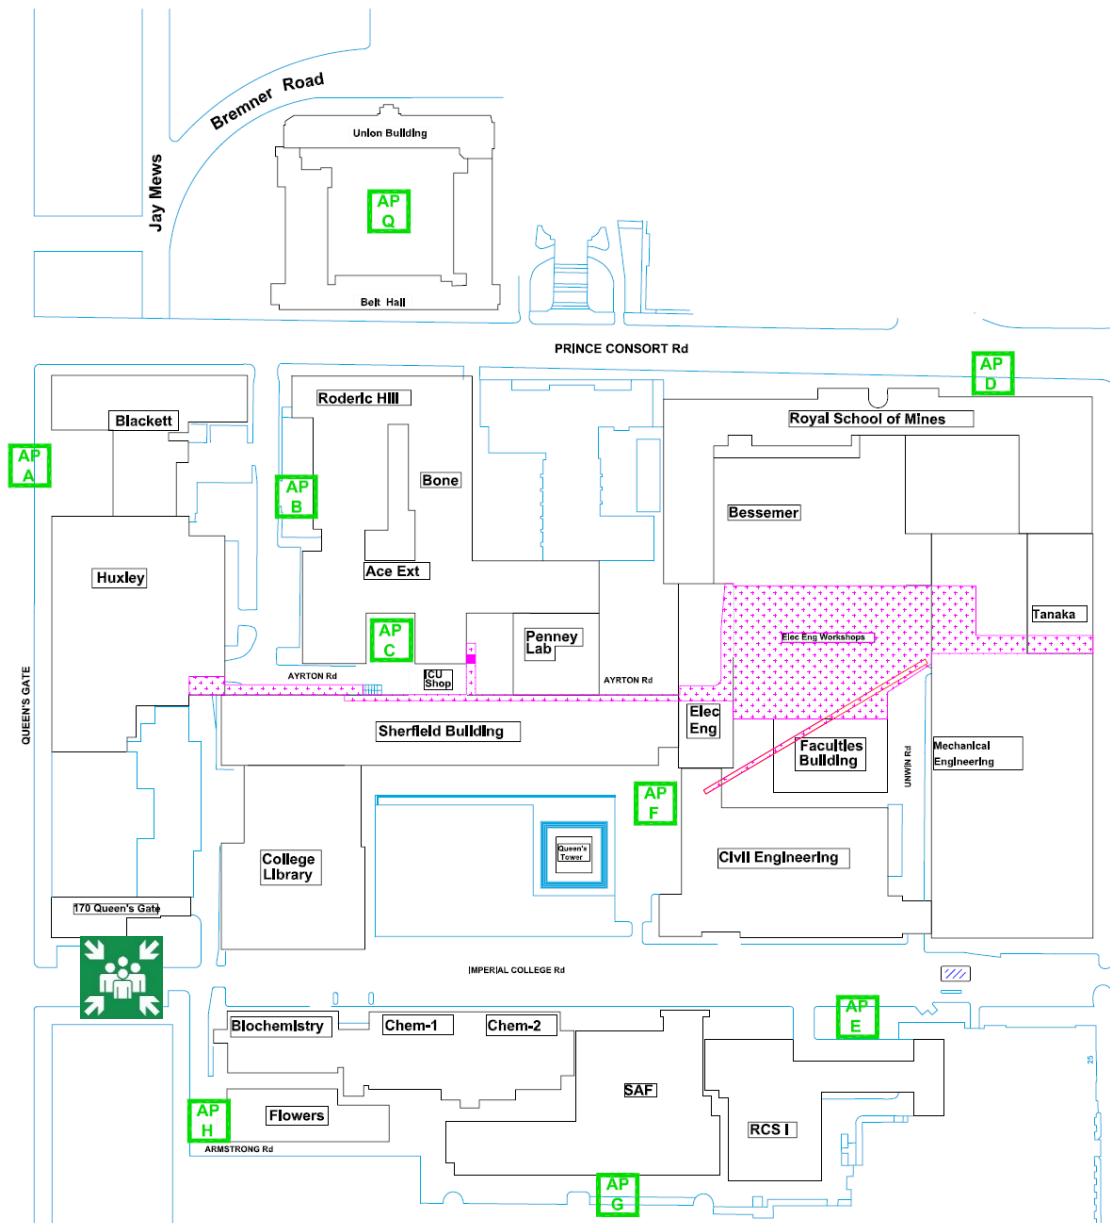 Bremner Road
Jay Mews
Union Building
AP
Q
Belt Hall
PRINCE CONSORT Rd
AP
D
Roderic Hill
Blackett
Royal School of Mines
AP
A
Bone
AP
B
Bessemer
Huxley
Ace Ext
Tanaka
AP
C
Penney
Lab
Elec Eng Workshops
QUEEN'S GATE
AYRTON Rd
ICU
Shop
AYRTON Rd
Elec
Eng
Sherfield Building
Faculties
Building
UNWIN Rd
Mechanical
Engineering
AP
F
Queen's
Tower
College
Library
Civil Engineering
170 Queen's Gate
IMPERIAL COLLEGE Rd
AP
E
Biochemistry
Chem-1
Chem-2
25
SAF
AP
H
Flowers
RCS I
ARMSTRONG Rd
AP
G